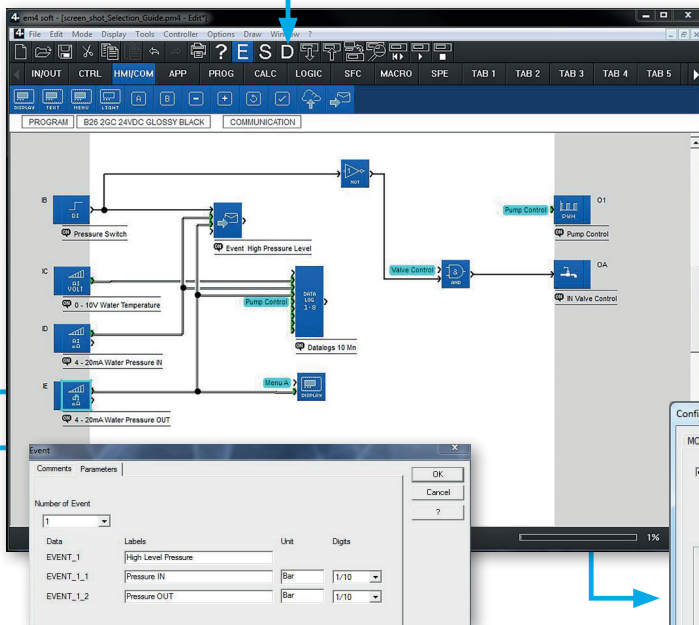 em4 soft - [screen_shot_Selection_Guide.pm4 - Edit*]
File Edit Mode Display Tools Controller Options Draw Window ?
? E S D
IN/OUT CTRL HMI/COM APP PROG CALC LOGIC SFC MACRO SPE TAB 1 TAB 2 TAB 3 TAB 4 TAB 5
DISPLAY TEXT MENU LIGHT A B - +
PROGRAM B26 2GC 24VDC GLOSSY BLACK COMMUNICATION
NOT
IB
DI
Pressure Switch
Event High Pressure Level
Pump Control
PWM
O1
Pump Control
IC
AI
VOLT
0 - 10V Water Temperature
Pump Control
DATA
LOG
1-8
Datalogs 10 Mn
Valve Control
&
AND
OA
IN Valve Control
ID
AI
mA
4 - 20mA Water Pressure IN
IE
AI
mA
4 - 20mA Water Pressure OUT
Menu A
DISPLAY
1%
Event
Comments Parameters
OK
Cancel
?
Number of Event
1
Data Labels Unit Digits
EVENT_1 High Level Pressure
EVENT_1_1 Pressure IN Bar 1/10
EVENT_1_2 Pressure OUT Bar 1/10
Confi
MO